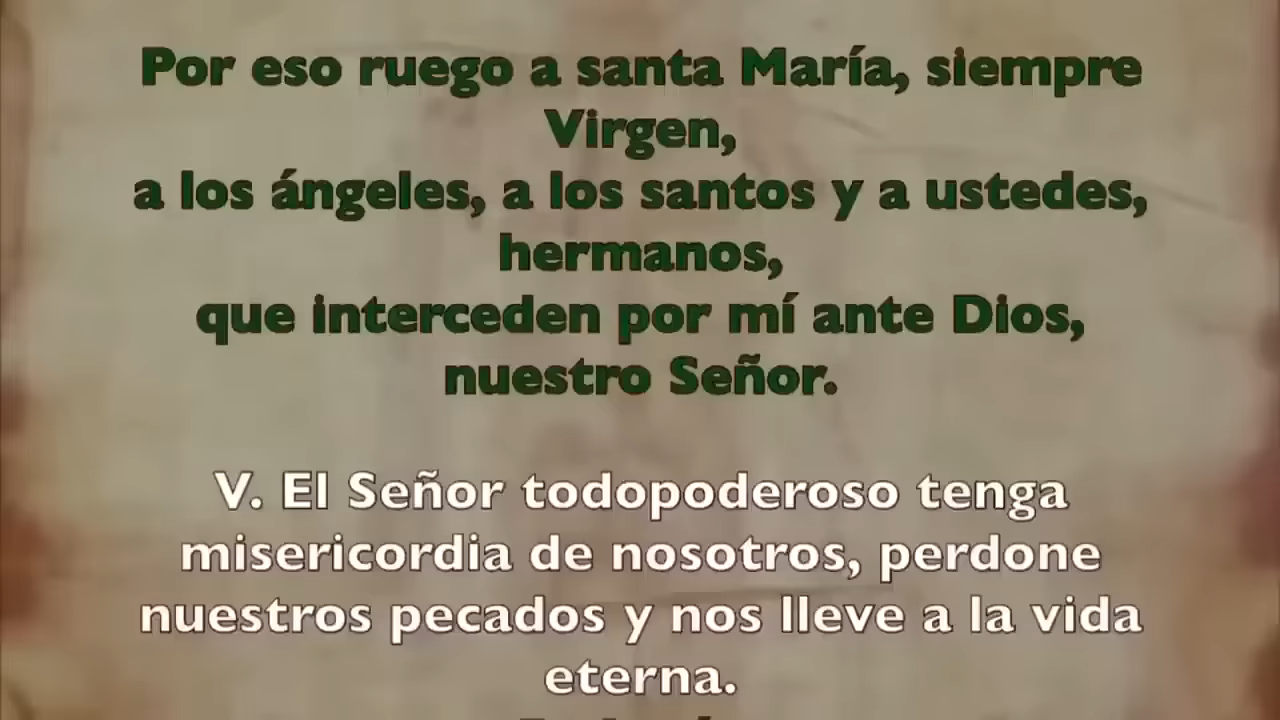 Por eso ruego a santa María, siempre
Virgen,
a los ángeles, a los santos y a ustedes,
hermanos,
que interceden por mí ante Dios,
nuestro Señor.
V. El Señor todopoderoso tenga
misericordia de nosotros, perdone
nuestros pecados y nos lleve a la vida
eterna.